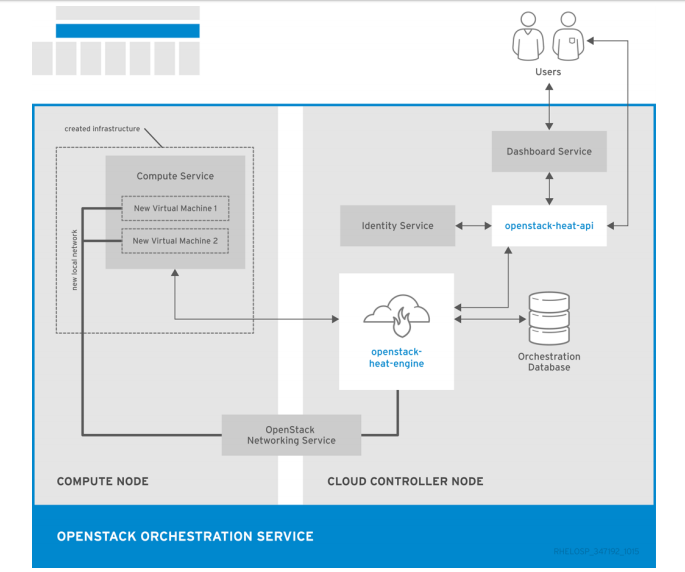 Users
created infrastructure
Dashboard Service
Compute Service
New Virtual Machine 1
Identity Service
openstack-heat-api
New Virtual Machine 2
new local network
openstack-
heat-engine
Orchestration
Database
OpenStack
Networking Service
COMPUTE NODE
CLOUD CONTROLLER NODE
OPENSTACK ORCHESTRATION SERVICE